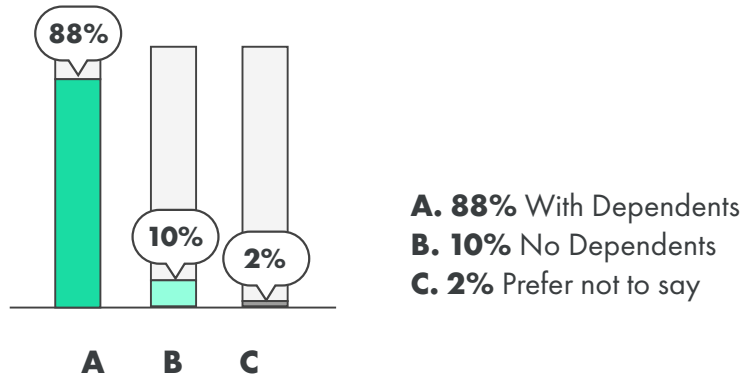 88%
10%
2%
A B C
A. 88% With Dependents
B. 10% No Dependents
C. 2% Prefer not to say